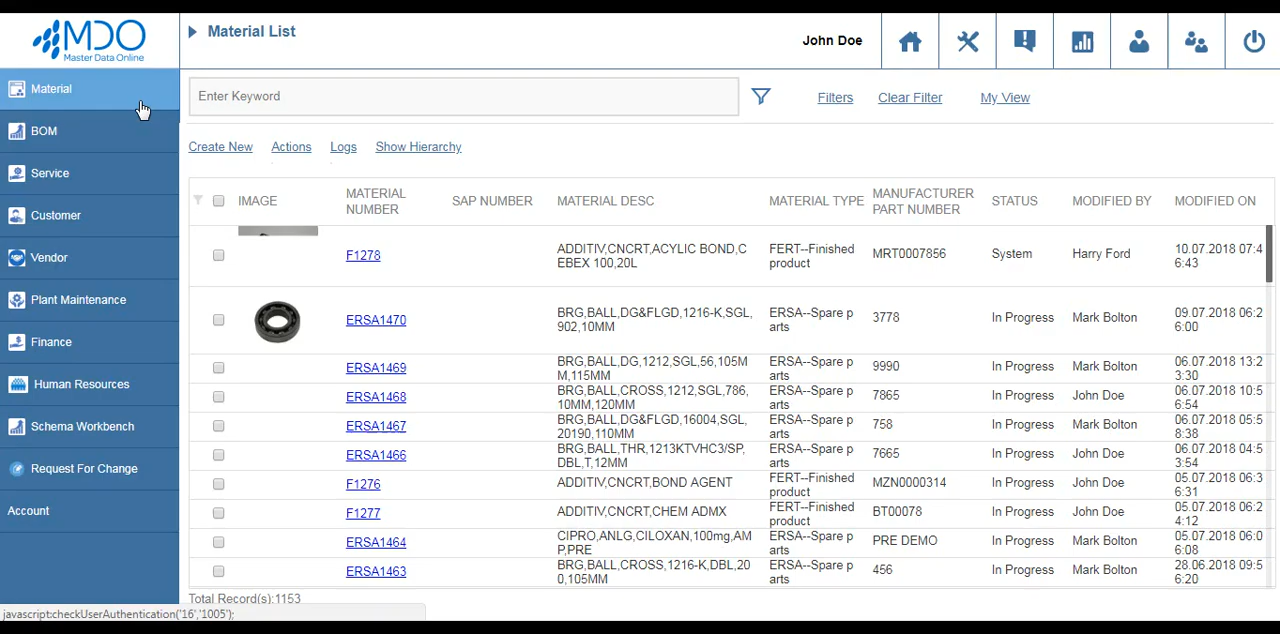 MDO
Master Data Online
Material List
John Doe
Material
BOM
Service
Customer
Vendor
Plant Maintenance
Finance
Human Resources
Schema Workbench
Request For Change
Account
Enter Keyword
Filters
Clear Filter
My View
Create New
Actions
Logs
Show Hierarchy
IMAGE
MATERIAL
NUMBER
SAP NUMBER
MATERIAL DESC
MATERIAL TYPE
MANUFACTURER
PART NUMBER
STATUS
MODIFIED BY
MODIFIED ON
F1278
ADDITIV,CNCRT,ACYLIC BOND,C
EBEX 100,20L
FERT--Finished
product
MRT0007856
System
Harry Ford
10.07.2018 07:4
6:43
ERSA1470
BRG,BALL,DG&FLGD,1216-K,SGL,
902,10MM
ERSA--Spare p
arts
3778
In Progress
Mark Bolton
09.07.2018 06:2
6:00
ERSA1469
BRG,BALL,DG,1212,SGL,56,105M
M,115MM
ERSA--Spare p
arts
9990
In Progress
Mark Bolton
06.07.2018 13:2
3:30
ERSA1468
BRG,BALL,CROSS,1212,SGL,786,
10MM,120MM
ERSA--Spare p
arts
7865
In Progress
John Doe
06.07.2018 10:5
6:54
ERSA1467
BRG,BALL,DG&FLGD,16004,SGL,
20190,110MM
ERSA--Spare p
arts
758
In Progress
Mark Bolton
06.07.2018 05:5
8:38
ERSA1466
BRG,BALL,THR,1213KTVHC3/SP,
DBL,T,12MM
ERSA--Spare p
arts
7665
In Progress
John Doe
06.07.2018 04:5
3:54
F1276
ADDITIV,CNCRT,BOND AGENT
FERT--Finished
product
MZN0000314
In Progress
John Doe
05.07.2018 06:3
6:31
F1277
ADDITIV,CNCRT,CHEM ADMX
FERT--Finished
product
BT00078
In Progress
John Doe
05.07.2018 06:2
4:12
ERSA1464
CIPRO,ANLG,CILOXAN,100mg,AM
P,PRE
ERSA--Spare p
arts
PRE DEMO
In Progress
Mark Bolton
05.07.2018 06:0
6:08
ERSA1463
BRG,BALL,CROSS,1216-K,DBL,20
0,105MM
ERSA--Spare p
arts
456
In Progress
Mark Bolton
28.06.2018 09:5
6:20
Total Record(s):1153
javascript:checkUserAuthentication('16','1005');